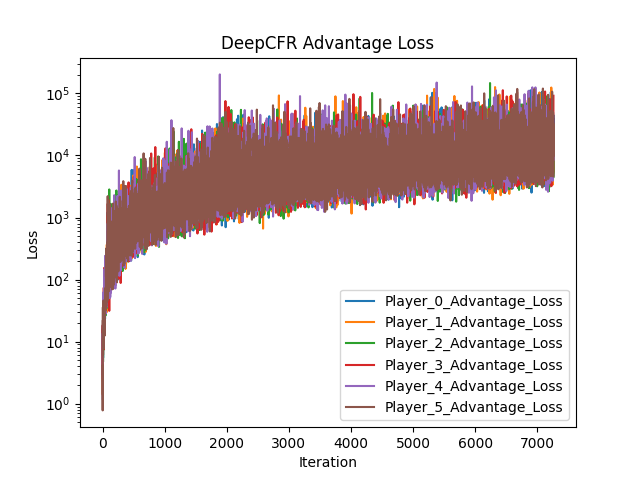 DeepCFR Advantage Loss
Loss
10^5
10^4
10^3
10^2
10^1
10^0
0 1000 2000 3000 4000 5000 6000 7000
Iteration
Player_0_Advantage_Loss
Player_1_Advantage_Loss
Player_2_Advantage_Loss
Player_3_Advantage_Loss
Player_4_Advantage_Loss
Player_5_Advantage_Loss